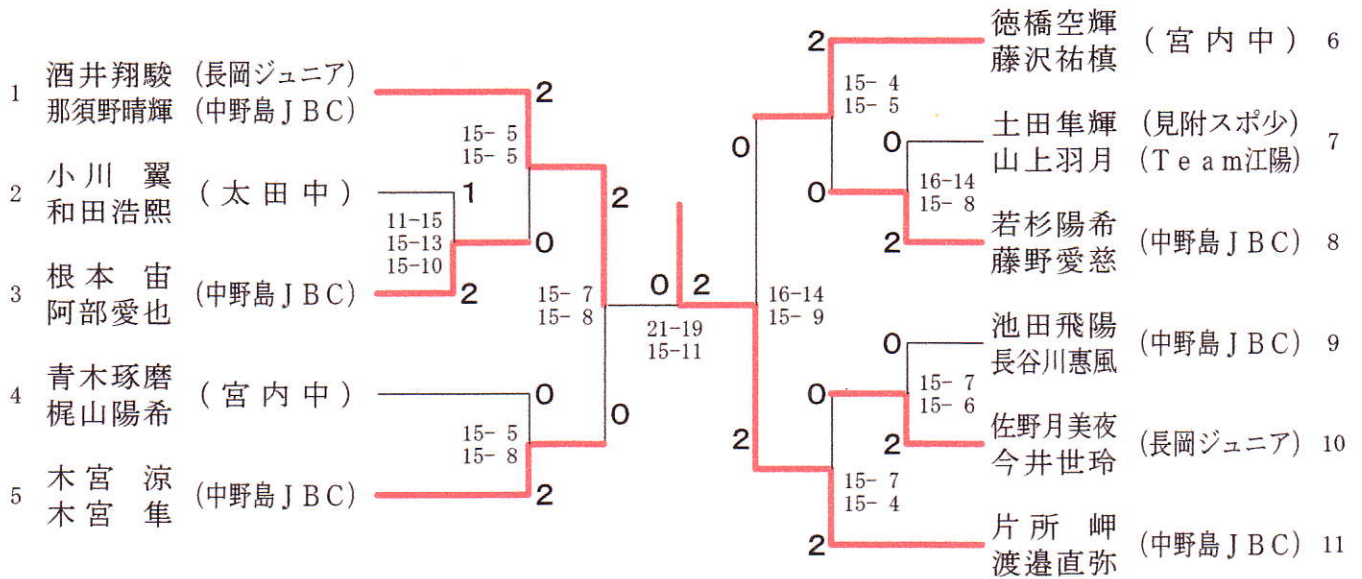 1 酒井翔駿 (長岡ジュニア)
那須野晴輝 (中野島ＪＢＣ)
2
15- 5
15- 5
2 小川 翼
和田浩熙
(太田中)
1
11-15
15-13
15-10
0
2
3 根本 宙
阿部愛也
(中野島ＪＢＣ)
2
15- 7
15- 8
4 青木琢磨
梶山陽希
(宮内中)
0
15- 5
15- 8
0
5 木宮 涼
木宮 隼
(中野島ＪＢＣ)
2
0 2
21-19
15-11
2
徳橋空輝
藤沢祐槙
(宮内中) 6
15- 4
15- 5
0
0
土田隼輝 (見附スポ少)
山上羽月 (Ｔｅａｍ江陽)
7
16-14
15- 8
0
2
若杉陽希
藤野愛慈
(中野島ＪＢＣ) 8
16-14
15- 9
0
池田飛陽
長谷川惠風
(中野島ＪＢＣ) 9
15- 7
15- 6
0
2
2
佐野月美夜
今井世玲
(長岡ジュニア) 10
15- 7
15- 4
2
片所 岬
渡邉直弥
(中野島ＪＢＣ) 11